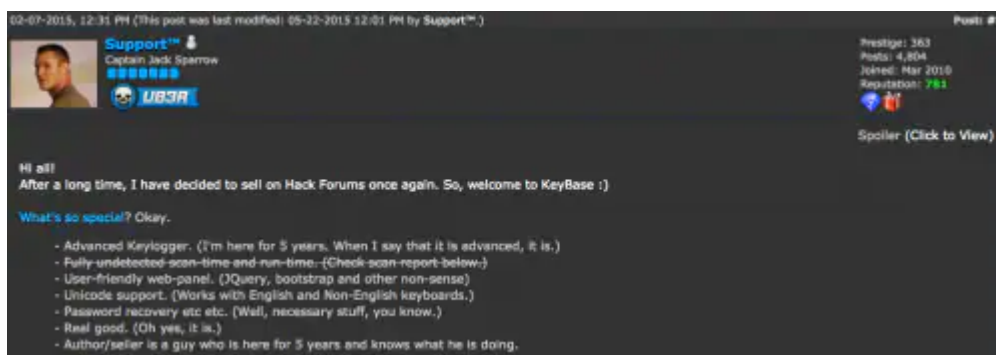 02-07-2015, 12:31 PM (This post was last modified: 05-22-2015 12:01 PM by Support™.)
Post: #
Support™
Captain Jack Sparrow
UB3R
Prestige: 363
Posts: 4,804
Joined: Mar 2010
Reputation: 781
Spoiler (Click to View)
Hi all!
After a long time, I have decided to sell on Hack Forums once again. So, welcome to KeyBase :)
What's so special? Okay.
- Advanced Keylogger. (I'm here for 5 years. When I say that it is advanced, it is.)
- Fully undetected scan-time and run-time. (Check scan report below.)
- User-friendly web-panel. (JQuery, bootstrap and other non-sense)
- Unicode support. (Works with English and Non-English keyboards.)
- Password recovery etc etc. (Well, necessary stuff, you know.)
- Real good. (Oh yes, it is.)
- Author/seller is a guy who is here for 5 years and knows what he is doing.